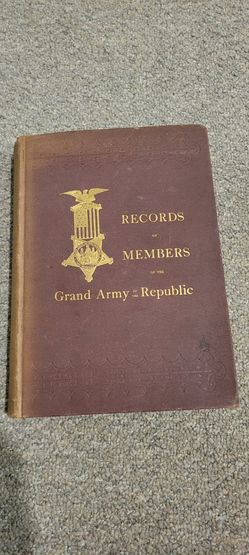 RECORDS
OF
MEMBERS
OF THE
Grand Army OF THE Republic